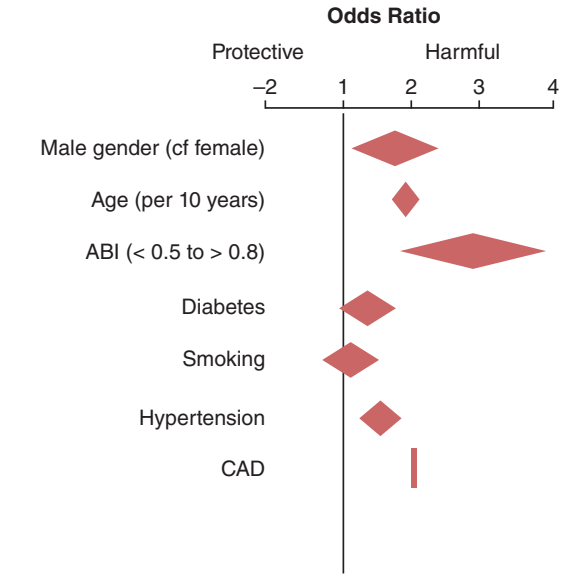 Odds Ratio
Protective Harmful
–2 1 2 3 4
Male gender (cf female)
Age (per 10 years)
ABI (< 0.5 to > 0.8)
Diabetes
Smoking
Hypertension
CAD